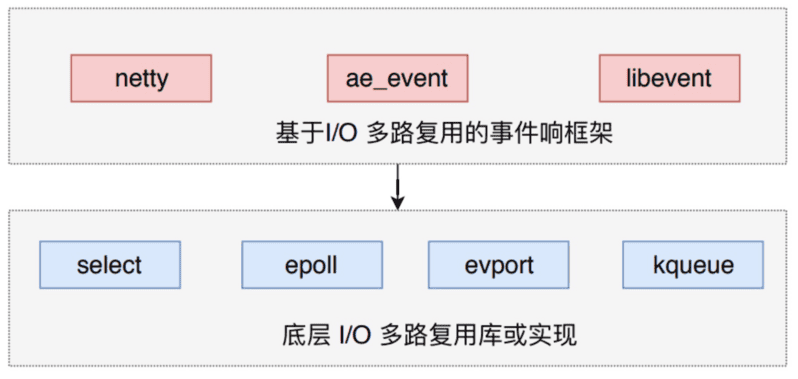 netty
ae_event
libevent
基于I/O 多路复用的事件响框架
select
epoll
evport
kqueue
底层 I/O 多路复用库或实现